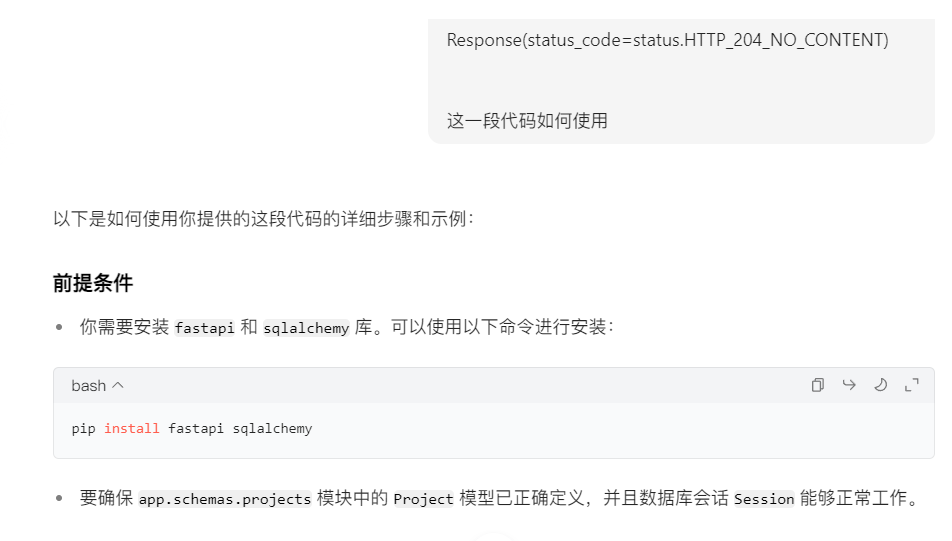 Response(status_code=status.HTTP_204_NO_CONTENT)
这一段代码如何使用
以下是如何使用你提供的这段代码的详细步骤和示例：
前提条件
• 你需要安装 fastapi 和 sqlalchemy 库。可以使用以下命令进行安装：
bash
pip install fastapi sqlalchemy
• 要确保 app.schemas.projects 模块中的 Project 模型已正确定义，并且数据库会话 Session 能够正常工作。